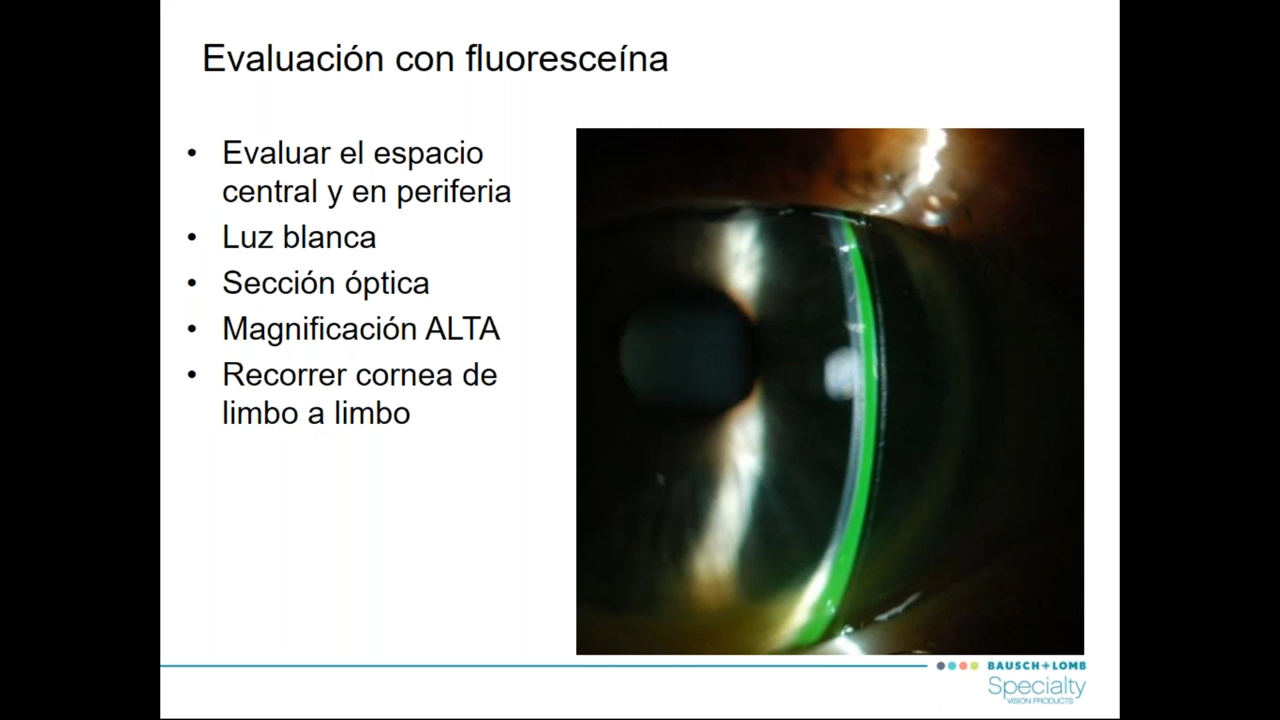 Evaluación con fluoresceína
• Evaluar el espacio
central y en periferia
• Luz blanca
• Sección óptica
• Magnificación ALTA
• Recorrer cornea de
limbo a limbo
BAUSCH+LOMB
Specialty
VISION PRODUCTS